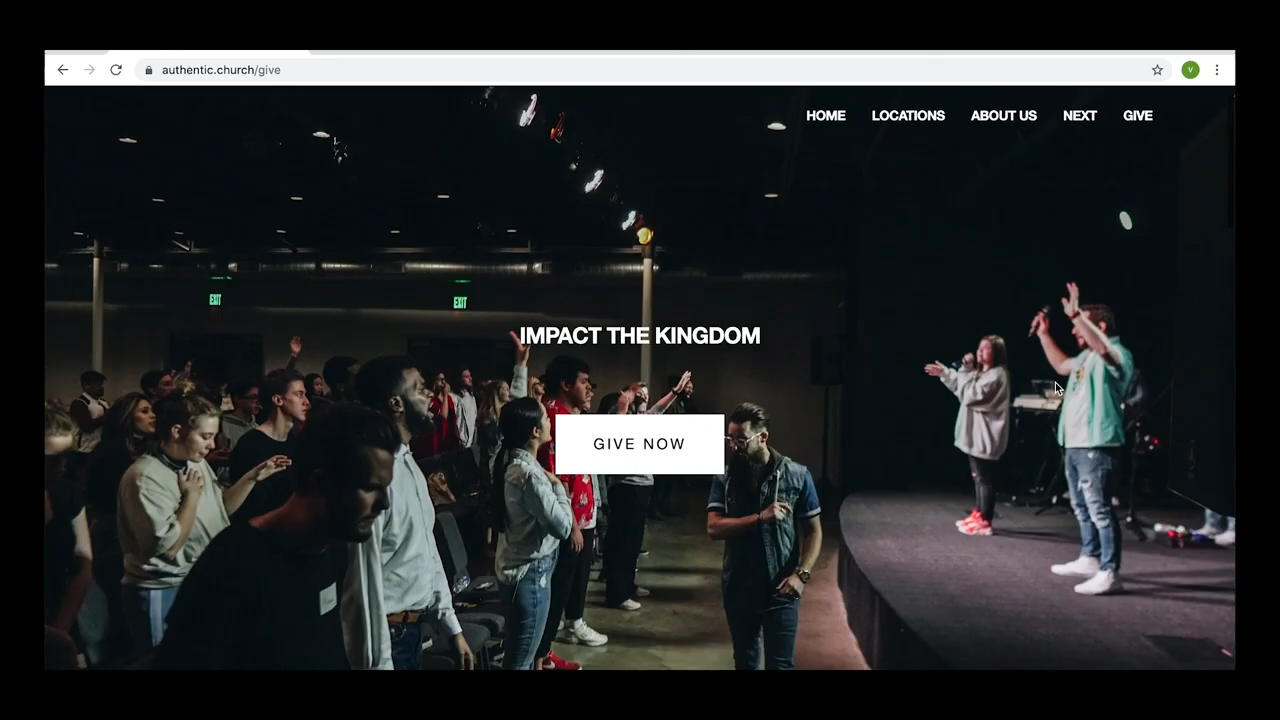 authentic.church/give
V
HOME LOCATIONS ABOUT US NEXT GIVE
EXIT EXIT
IMPACT THE KINGDOM
GIVE NOW